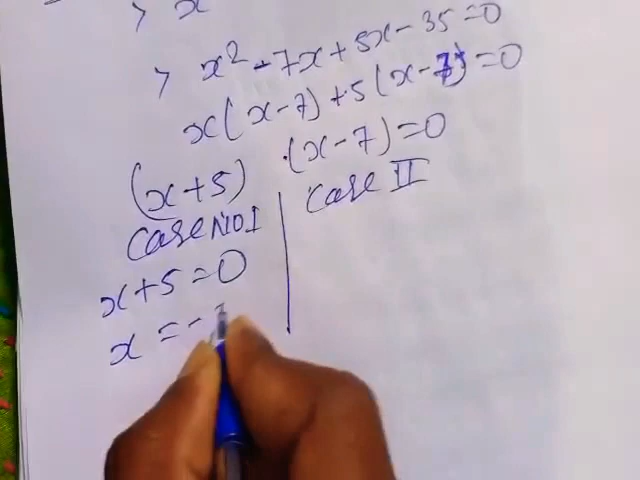 > x
> x² - 7x + 5x - 35 = 0
x(x-7) + 5(x-7) = 0
(x+5) · (x-7) = 0
Case NO I Case II
x+5 = 0
x = -